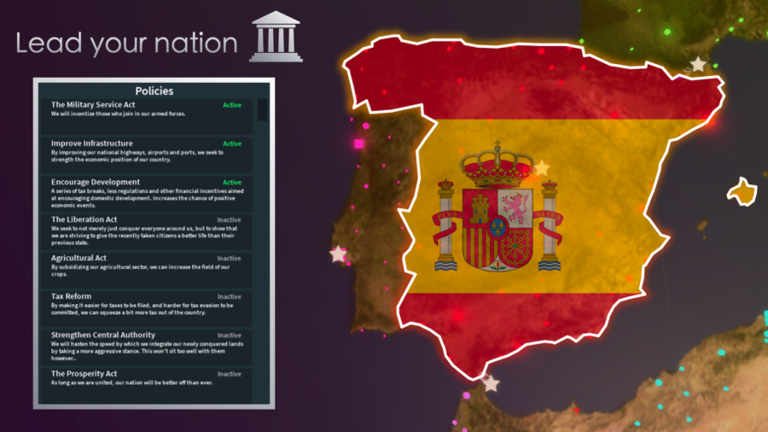 Lead your nation
Policies
The Military Service Act Active
We will incentize those who join in our armed forces.
Improve Infrastructure Active
By improving our national highways, airports and ports, we seek to
strength the economic position of our country.
Encourage Development Active
A series of tax breaks, less regulations and other financial incentives aimed
at encouraging domestic development. Increases the chance of positive
economic events.
The Liberation Act Inactive
We seek to not merely just conquer everyone around us, but to show that
we are striving to give the recently taken citizens a better life than their
previous state.
Agricultural Act Inactive
By subsidizing our agricultural sector, we can increase the field of our
crops.
Tax Reform Inactive
By making it easier for taxes to be filed, and harder for tax evasion to be
committed, we can squeeze a bit more tax out of the country.
Strengthen Central Authority Inactive
We will hasten the speed by which we integrate our newly conquered lands
by taking a more aggressive stance. This won't sit too well with them
however..
The Prosperity Act Inactive
As long as we are united, our nation will be better off than ever.